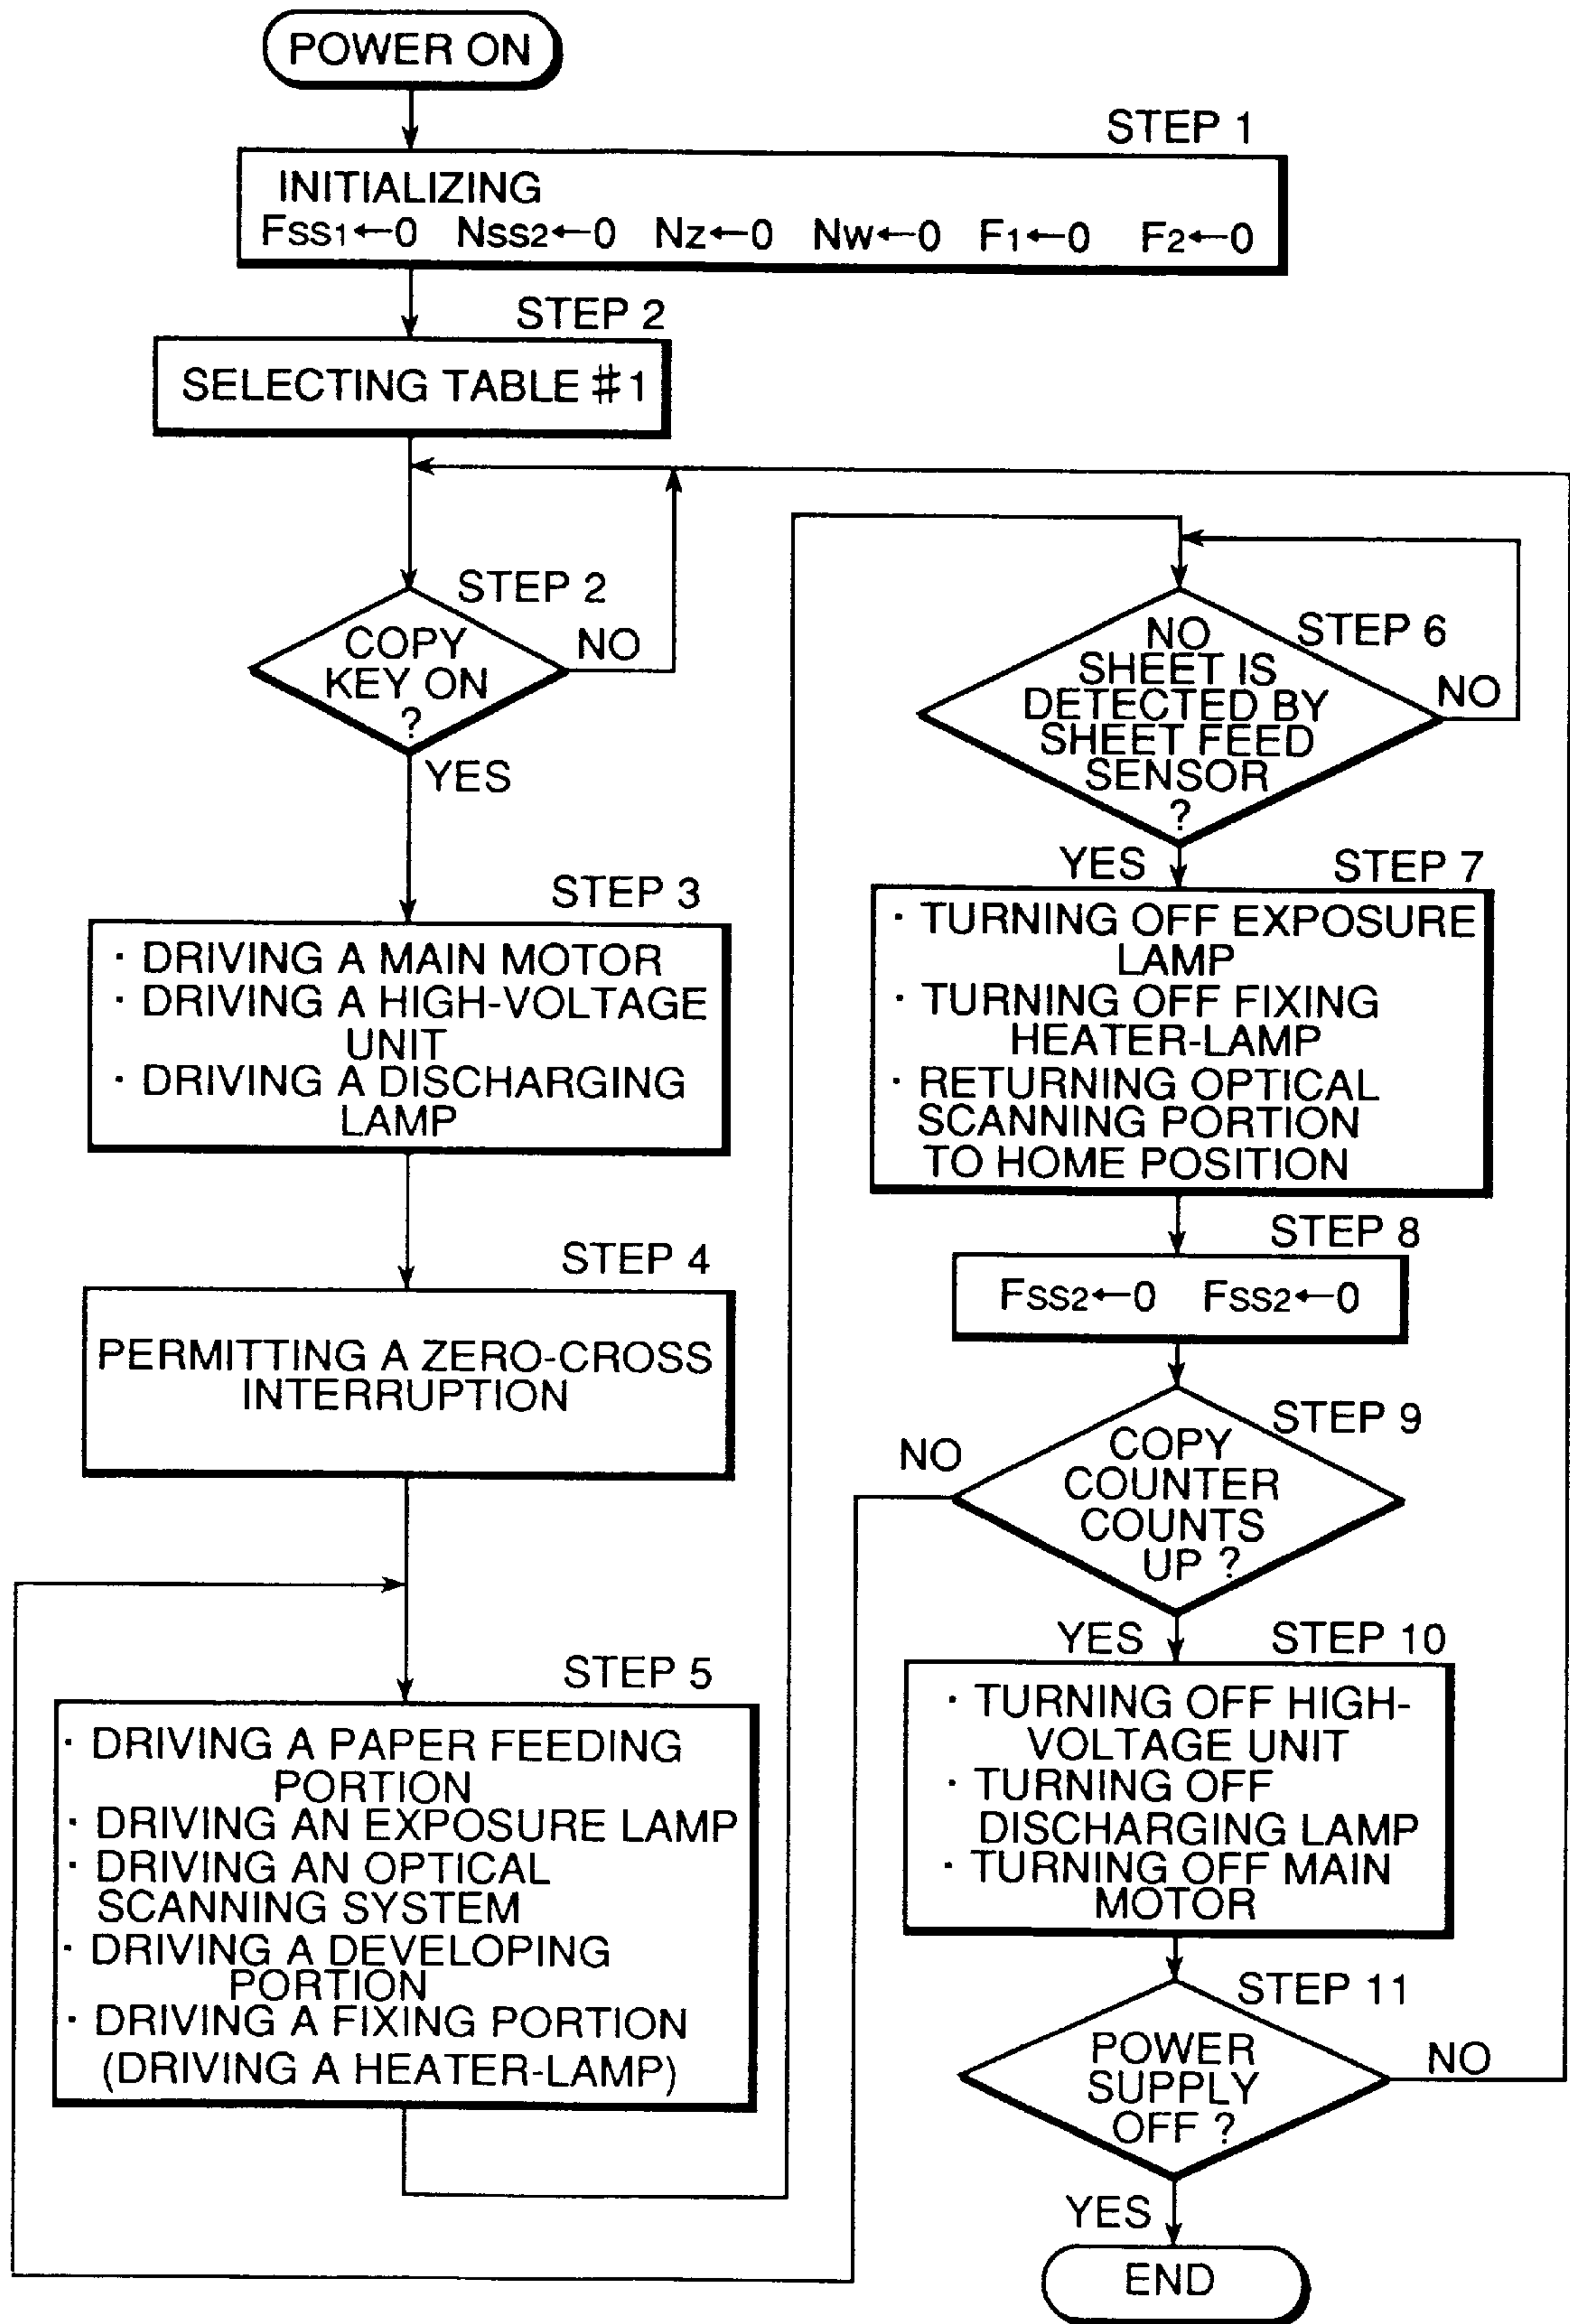 POWER ON
STEP 1
INITIALIZING
FSS1←0 NSS2←0 NZ←0 NW←0 F1←0 F2←0
STEP 2
SELECTING TABLE #1
STEP 2
COPY
KEY ON
?
NO
YES
STEP 3
· DRIVING A MAIN MOTOR
· DRIVING A HIGH-VOLTAGE
UNIT
· DRIVING A DISCHARGING
LAMP
STEP 4
PERMITTING A ZERO-CROSS
INTERRUPTION
STEP 5
· DRIVING A PAPER FEEDING
PORTION
· DRIVING AN EXPOSURE LAMP
· DRIVING AN OPTICAL
SCANNING SYSTEM
· DRIVING A DEVELOPING
PORTION
· DRIVING A FIXING PORTION
(DRIVING A HEATER-LAMP)
STEP 6
NO
SHEET IS
DETECTED BY
SHEET FEED
SENSOR
?
NO
YES
STEP 7
· TURNING OFF EXPOSURE
LAMP
· TURNING OFF FIXING
HEATER-LAMP
· RETURNING OPTICAL
SCANNING PORTION
TO HOME POSITION
STEP 8
FSS2←0 FSS2←0
STEP 9
COPY
COUNTER
COUNTS
UP ?
NO
YES
STEP 10
· TURNING OFF HIGH-
VOLTAGE UNIT
· TURNING OFF
DISCHARGING LAMP
· TURNING OFF MAIN
MOTOR
STEP 11
POWER
SUPPLY
OFF ?
NO
YES
END